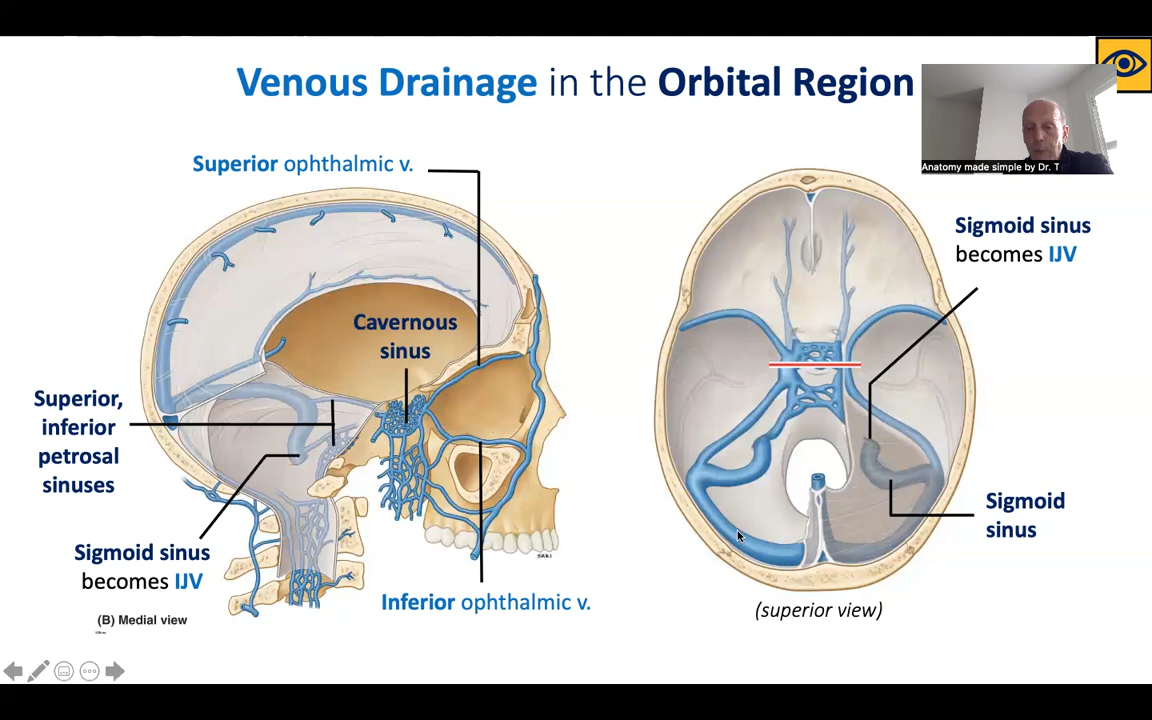 Venous Drainage in the Orbital Region
Anatomy made simple by Dr. T
Superior ophthalmic v.
Cavernous
sinus
Superior,
inferior
petrosal
sinuses
Sigmoid sinus
becomes IJV
(B) Medial view
Inferior ophthalmic v.
Sigmoid sinus
becomes IJV
Sigmoid
sinus
(superior view)